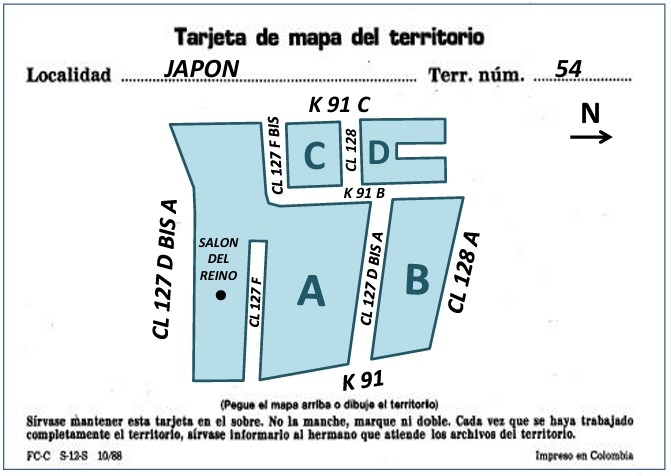 Tarjeta de mapa del territorio
Localidad JAPON Terr. núm. 54
K 91 C
N
CL 127 F BIS
C
CL 128
D
K 91 B
CL 127 D BIS A
SALON
DEL
REINO
CL 127 F
A
CL 127 D BIS A
B
CL 128 A
K 91
(Pegue el mapa arriba o dibuje el territorio)
Sírvase mantener esta tarjeta en el sobre. No la manche, marque ni doble. Cada vez que se haya trabajado
completamente el territorio, sírvase informarlo al hermano que atiende los archivos del territorio.
FC-C S-12-S 10/88 Impreso en Colombia